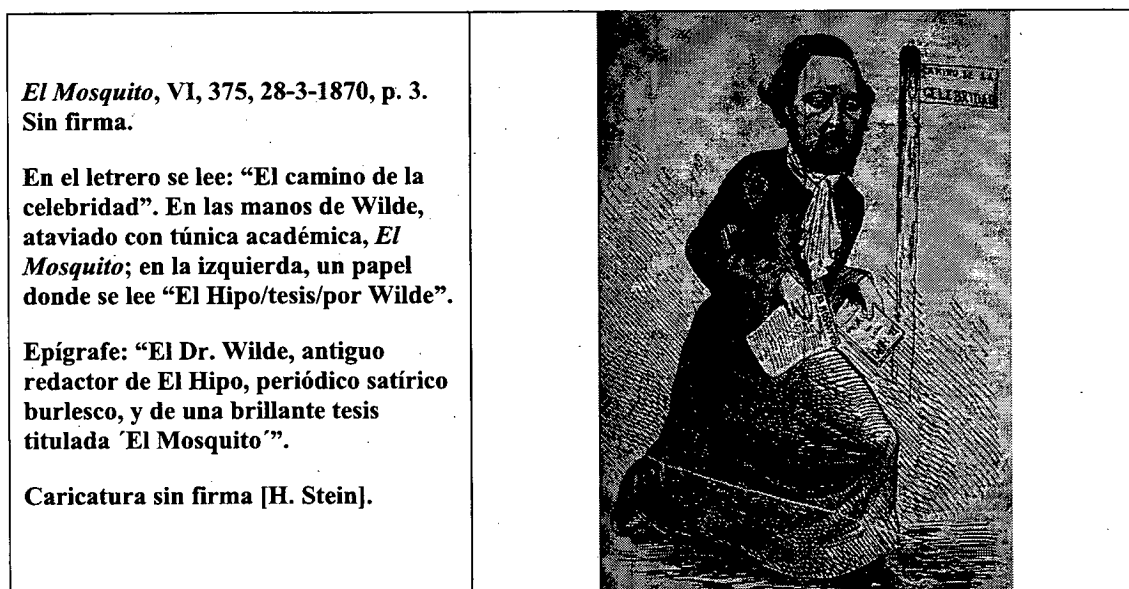 El Mosquito, VI, 375, 28-3-1870, p. 3.
Sin firma.
En el letrero se lee: “El camino de la
celebridad”. En las manos de Wilde,
ataviado con túnica académica, El
Mosquito; en la izquierda, un papel
donde se lee “El Hipo/tesis/por Wilde”.
Epígrafe: “El Dr. Wilde, antiguo
redactor de El Hipo, periódico satírico
burlesco, y de una brillante tesis
titulada ´El Mosquito´”.
Caricatura sin firma [H. Stein].
CAMINO DE LA
CELEBRIDAD